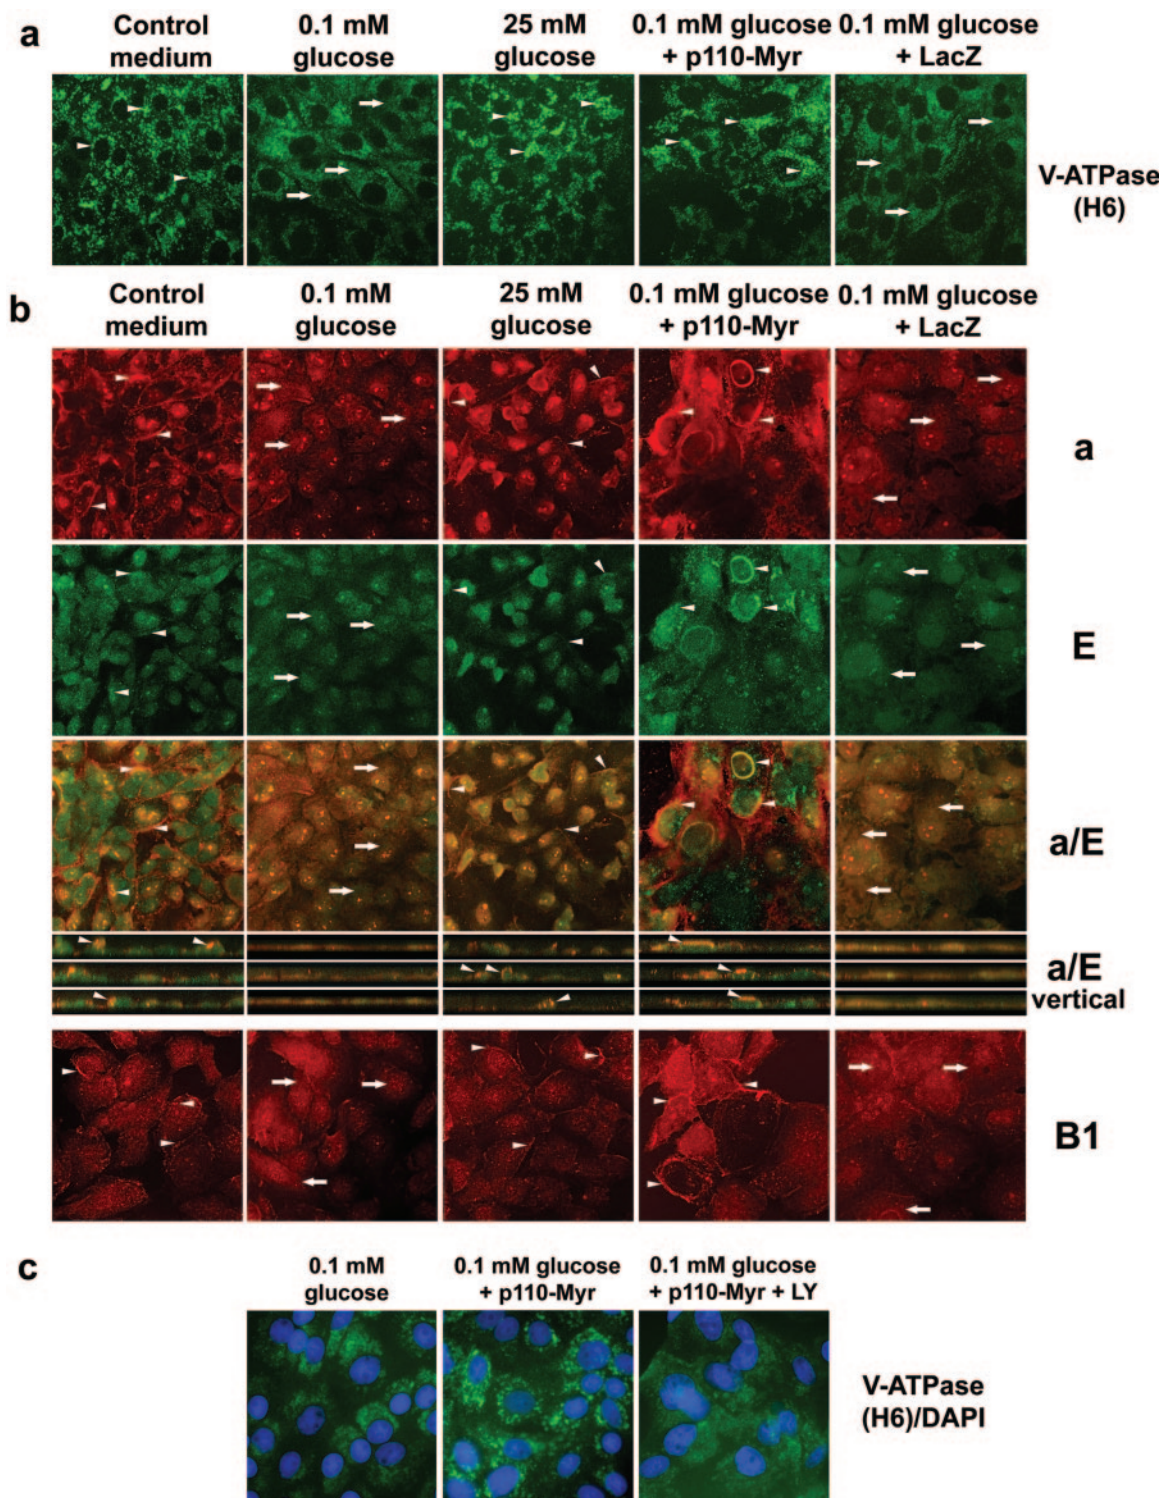 a
Control medium
0.1 mM glucose
25 mM glucose
0.1 mM glucose + p110-Myr
0.1 mM glucose + LacZ
V-ATPase
(H6)
b
Control medium
0.1 mM glucose
25 mM glucose
0.1 mM glucose + p110-Myr
0.1 mM glucose + LacZ
a
E
a/E
a/E
vertical
B1
c
0.1 mM glucose
0.1 mM glucose + p110-Myr
0.1 mM glucose + p110-Myr + LY
V-ATPase
(H6)/DAPI